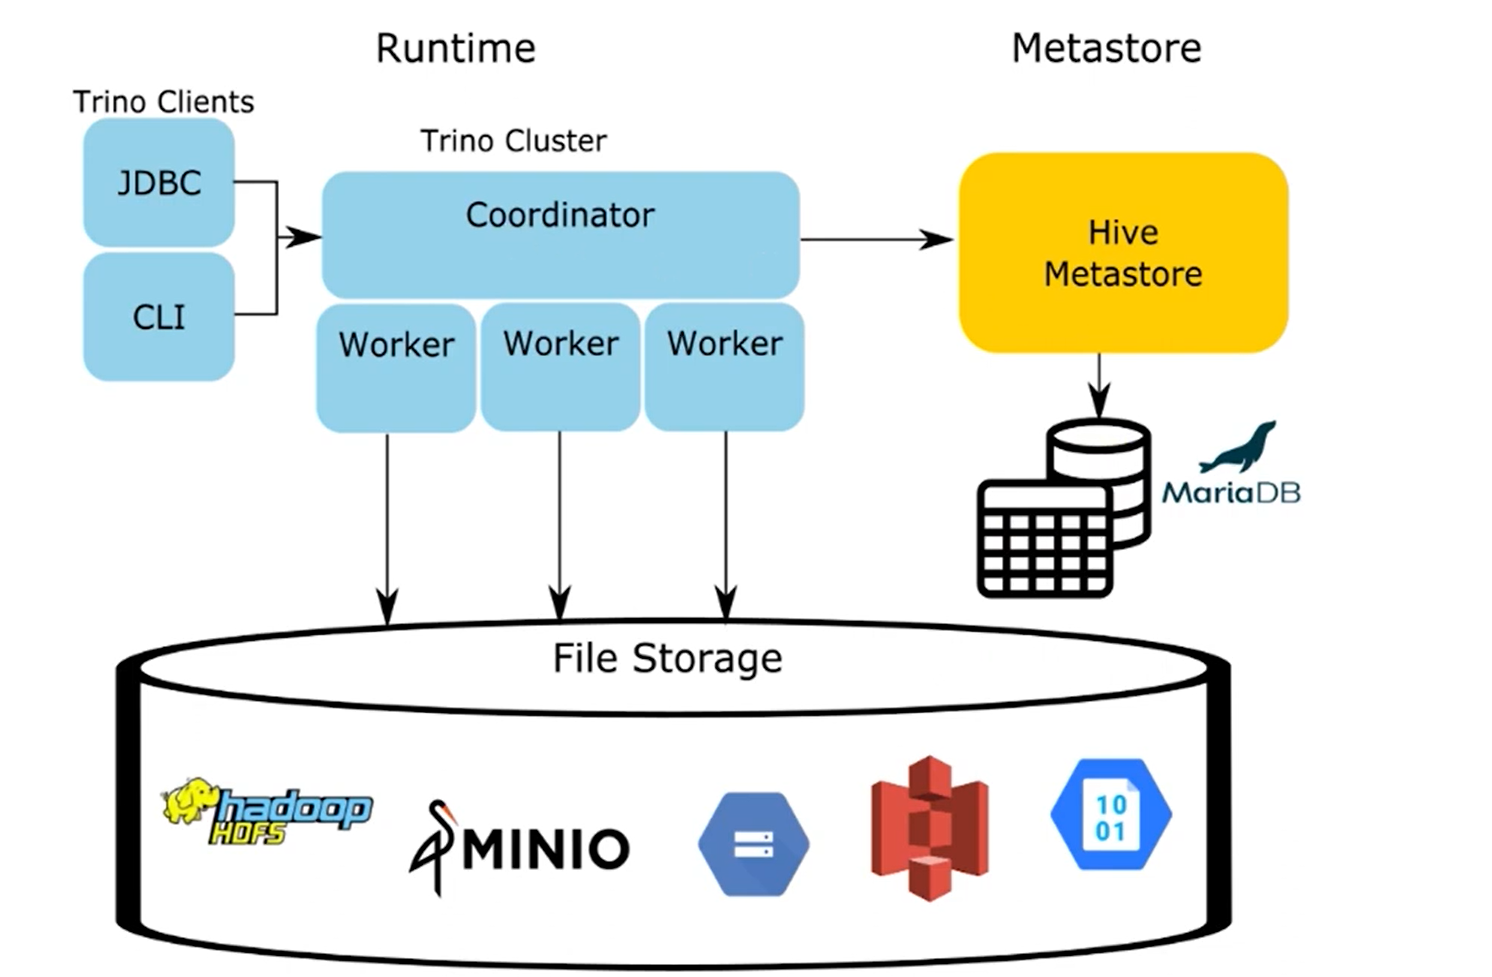 Runtime
Metastore
Trino Clients
Trino Cluster
JDBC
CLI
Coordinator
Worker
Worker
Worker
Hive
Metastore
MariaDB
File Storage
hadoop
HDFS
MINIO
10
01